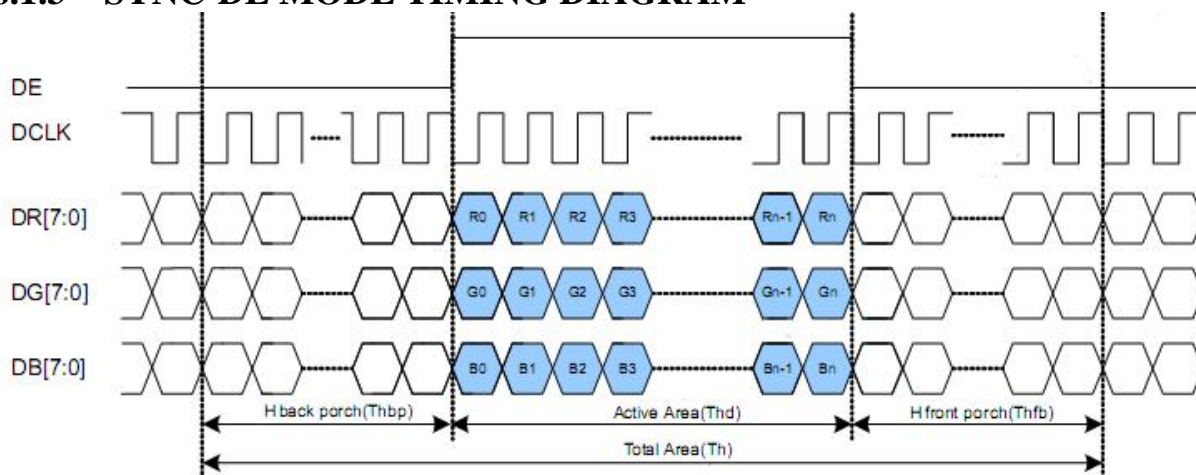 SYNC DE MODE TIMING DIAGRAM
DE
DCLK
DR[7:0] R0 R1 R2 R3 Rn-1 Rn
DG[7:0] G0 G1 G2 G3 Gn-1 Gn
DB[7:0] B0 B1 B2 B3 Bn-1 Bn
H back porch(Thbp) Active Area(Thd) H front porch(Thfb)
Total Area(Th)